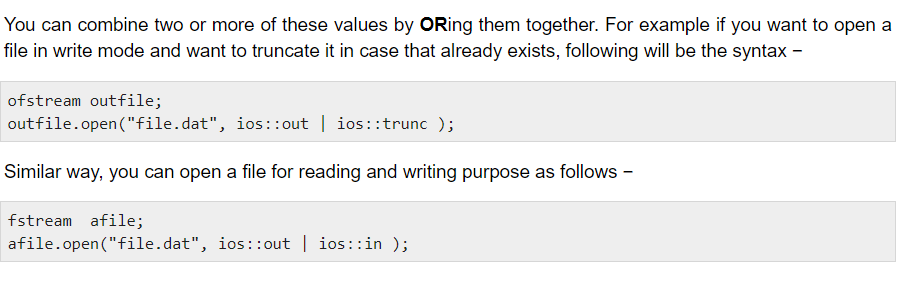 You can combine two or more of these values by ORing them together. For example if you want to open a
file in write mode and want to truncate it in case that already exists, following will be the syntax −
ofstream outfile;
outfile.open("file.dat", ios::out | ios::trunc );
Similar way, you can open a file for reading and writing purpose as follows −
fstream  afile;
afile.open("file.dat", ios::out | ios::in );